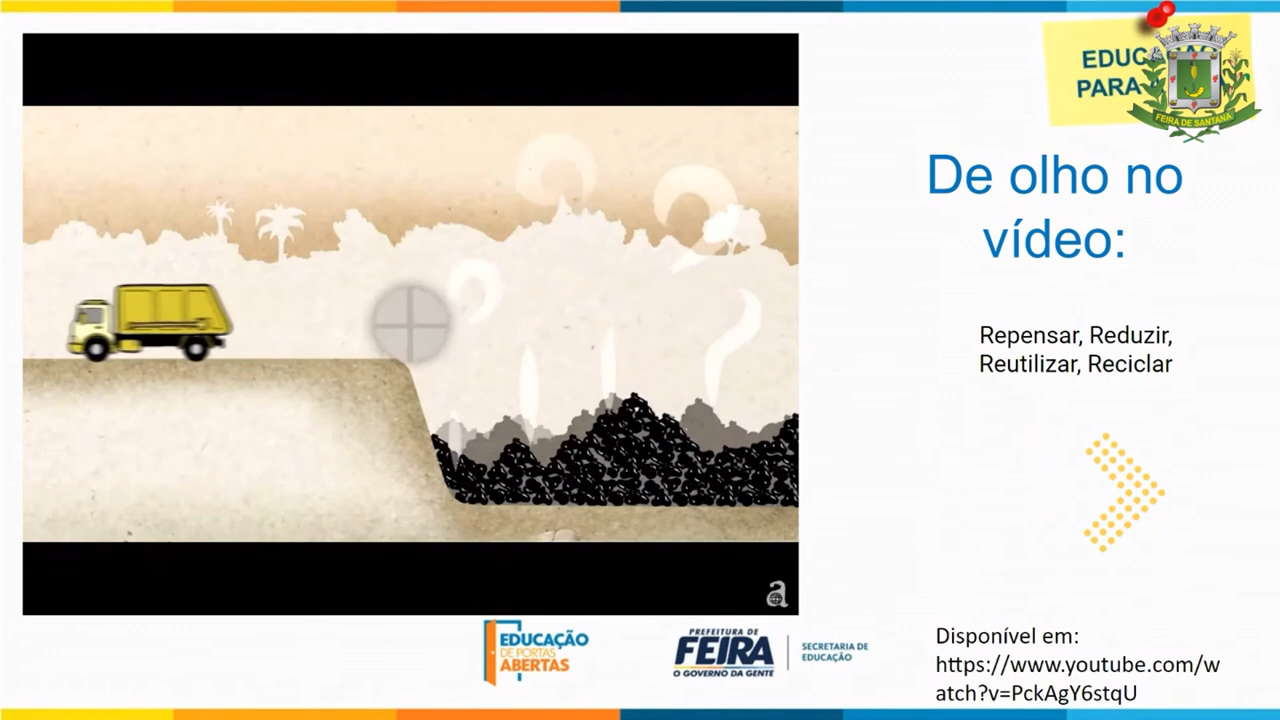 EDUC
PARA
FEIRA DE SANTANA
De olho no
vídeo:
Repensar, Reduzir,
Reutilizar, Reciclar
a
EDUCAÇÃO
DE PORTAS
ABERTAS
PREFEITURA DE
FEIRA
O GOVERNO DA GENTE
SECRETARIA DE
EDUCAÇÃO
Disponível em:
https://www.youtube.com/w
atch?v=PckAgY6stqU